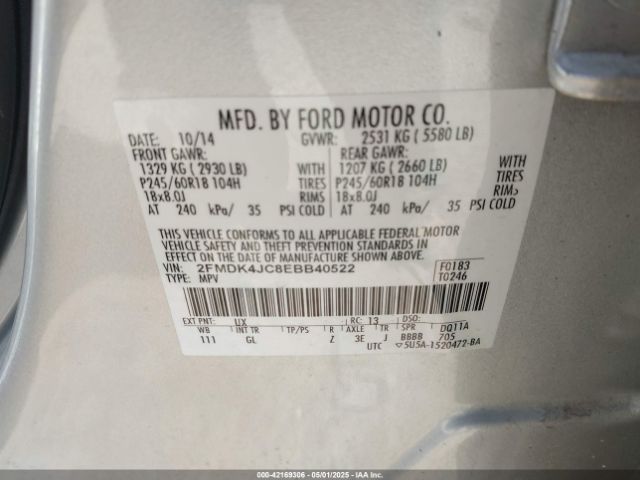 MFD. BY FORD MOTOR CO.
DATE: 10/14 GVWR: 2531 KG ( 5580 LB)
FRONT GAWR: REAR GAWR:
1329 KG ( 2930 LB) WITH 1207 KG ( 2660 LB) WITH
P245/60R18 104H TIRES P245/60R18 104H TIRES
18x8.0J RIMS 18x8.0J RIMS
AT 240 kPa/ 35 PSI COLD AT 240 kPa/ 35 PSI COLD
THIS VEHICLE CONFORMS TO ALL APPLICABLE FEDERAL MOTOR
VEHICLE SAFETY AND THEFT PREVENTION STANDARDS IN
EFFECT ON THE DATE OF MANUFACTURE SHOWN ABOVE.
VIN: 2FMDK4JC8EBB40522 F0183
TYPE: MPV T0246
EXT PNT: UX RC: 13 DSO:
WB INT TR TP/PS R AXLE TR SPR DQ11A
111 GL Z 3E J BBBB 705
UTC 5U5A-1520472-BA
000-42169306 - 05/01/2025 - IAAI.COM